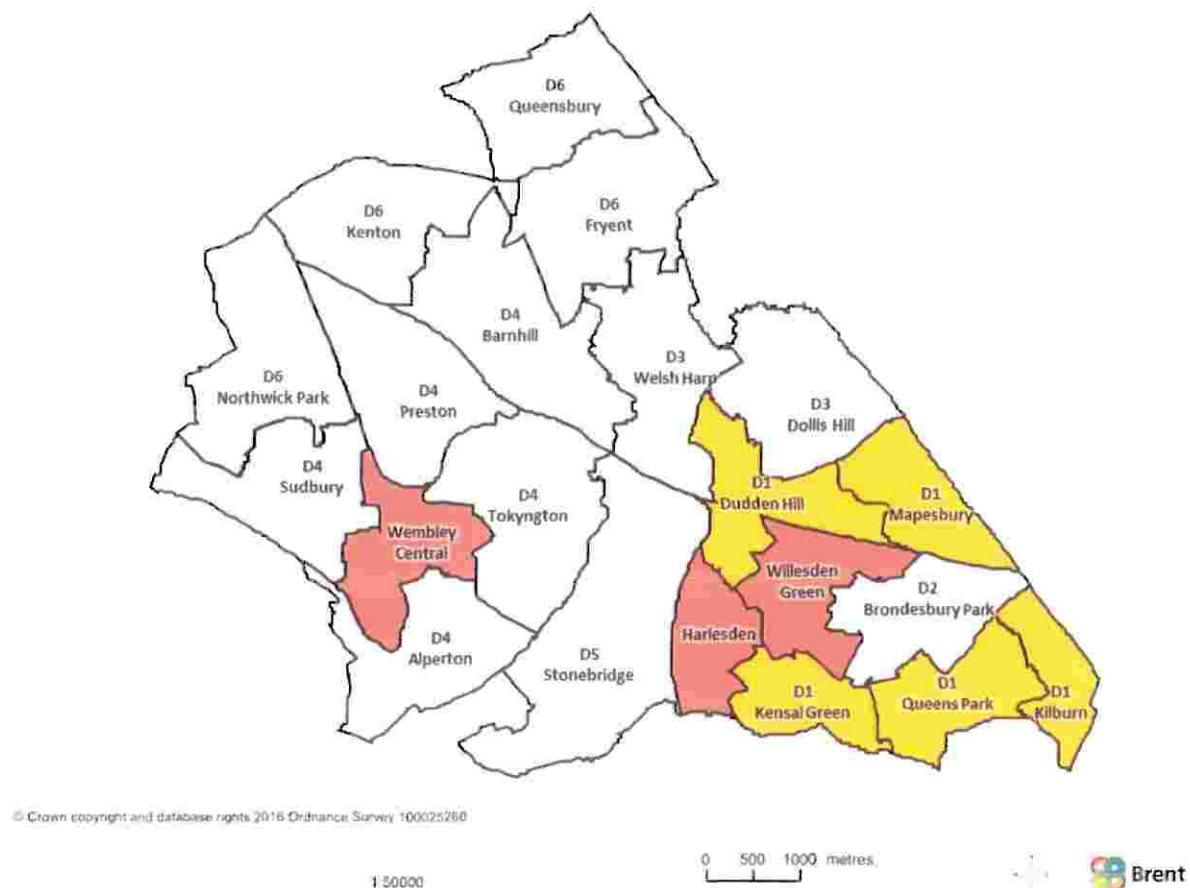 D6
Queensbury
D6
Fryent
D6
Kenton
D4
Barnhill
D3
Welsh Harp
D6
Northwick Park
D4
Preston
D3
Dollis Hill
D4
Sudbury
D4
Tokyngton
D1
Dudden Hill
D1
Mapesbury
Wembley
Central
Willesden
Green
D2
Brondesbury Park
Harlesden
D4
Alperton
D5
Stonebridge
D1
Kensal Green
D1
Queens Park
D1
Kilburn
© Crown copyright and database rights 2016 Ordnance Survey 100025260
0 500 1000 metres
1:50000
Brent